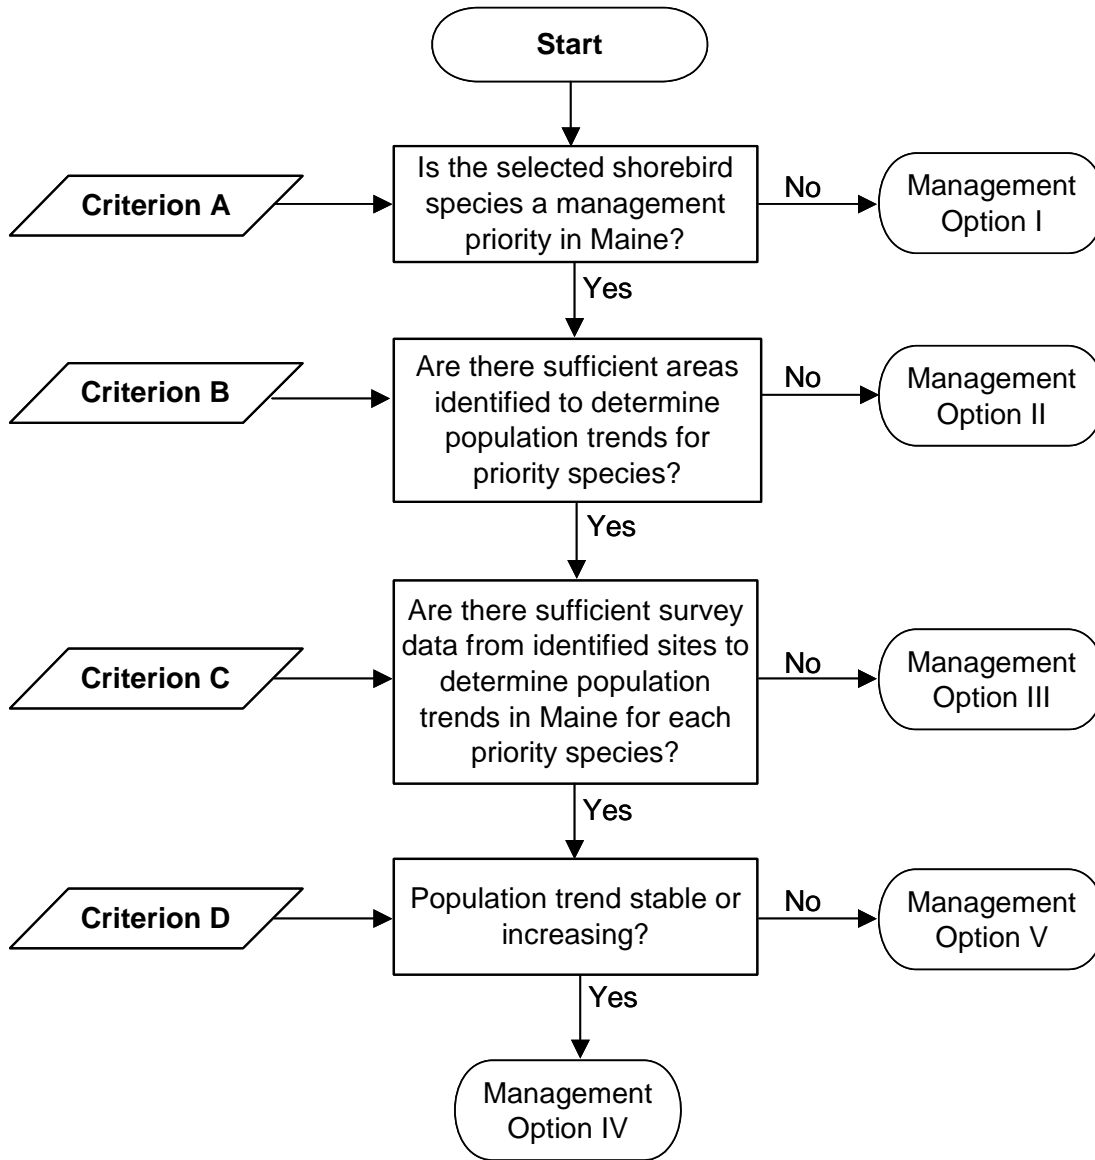 Start
Criterion A
Is the selected shorebird
species a management
priority in Maine?
No
Management
Option I
Yes
Criterion B
Are there sufficient areas
identified to determine
population trends for
priority species?
No
Management
Option II
Yes
Criterion C
Are there sufficient survey
data from identified sites to
determine population
trends in Maine for each
priority species?
No
Management
Option III
Yes
Criterion D
Population trend stable or
increasing?
No
Management
Option V
Yes
Management
Option IV